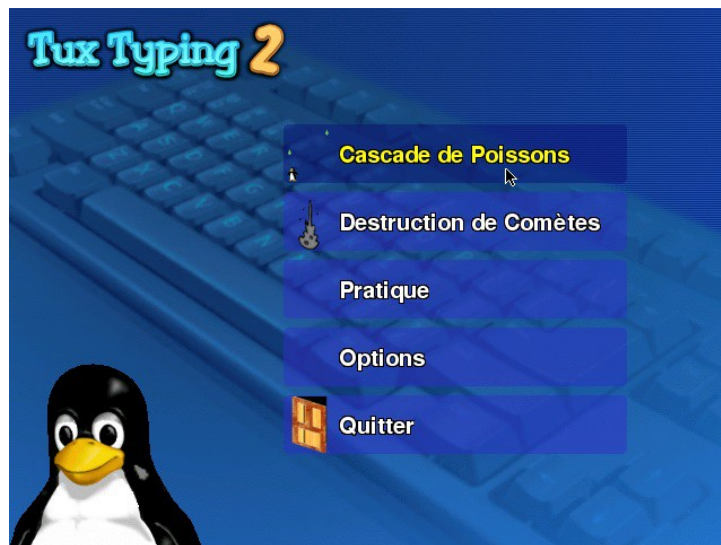 Tux Typing 2
Cascade de Poissons
Destruction de Comètes
Pratique
Options
Quitter